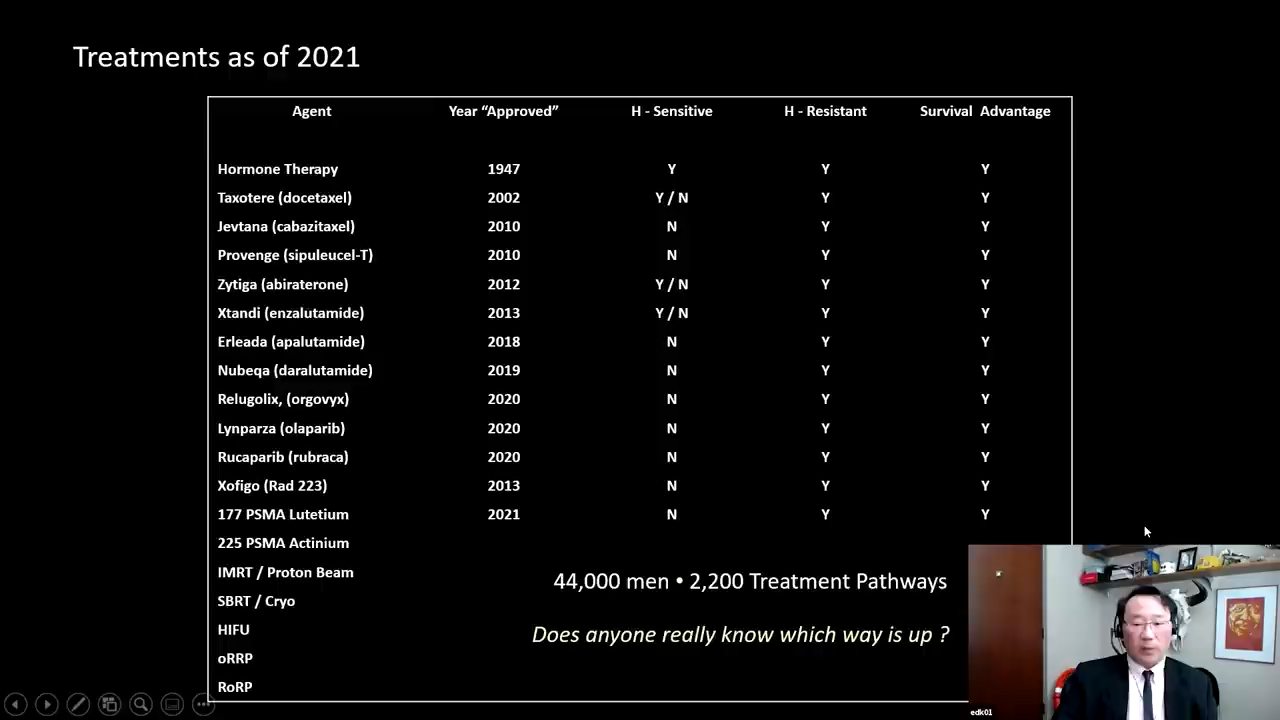 Treatments as of 2021
Agent Year “Approved” H - Sensitive H - Resistant Survival Advantage
Hormone Therapy 1947 Y Y Y
Taxotere (docetaxel) 2002 Y / N Y Y
Jevtana (cabazitaxel) 2010 N Y Y
Provenge (sipuleucel-T) 2010 N Y Y
Zytiga (abiraterone) 2012 Y / N Y Y
Xtandi (enzalutamide) 2013 Y / N Y Y
Erleada (apalutamide) 2018 N Y Y
Nubeqa (daralutamide) 2019 N Y Y
Relugolix, (orgovyx) 2020 N Y Y
Lynparza (olaparib) 2020 N Y Y
Rucaparib (rubraca) 2020 N Y Y
Xofigo (Rad 223) 2013 N Y Y
177 PSMA Lutetium 2021 N Y Y
225 PSMA Actinium
IMRT / Proton Beam
44,000 men • 2,200 Treatment Pathways
SBRT / Cryo
HIFU
Does anyone really know which way is up ?
oRRP
RoRP
edk01